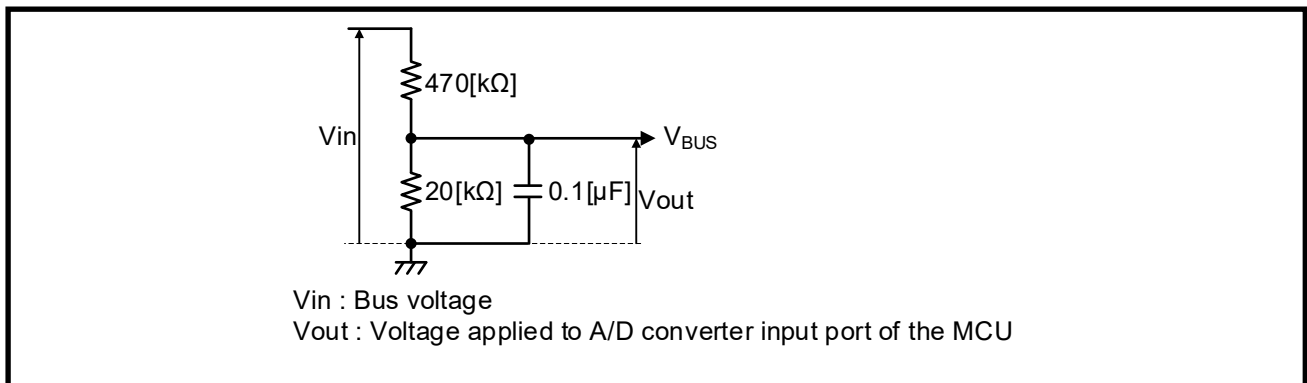 470[kΩ]
Vin
V_BUS
20[kΩ]
0.1[μF]
Vout
Vin : Bus voltage
Vout : Voltage applied to A/D converter input port of the MCU